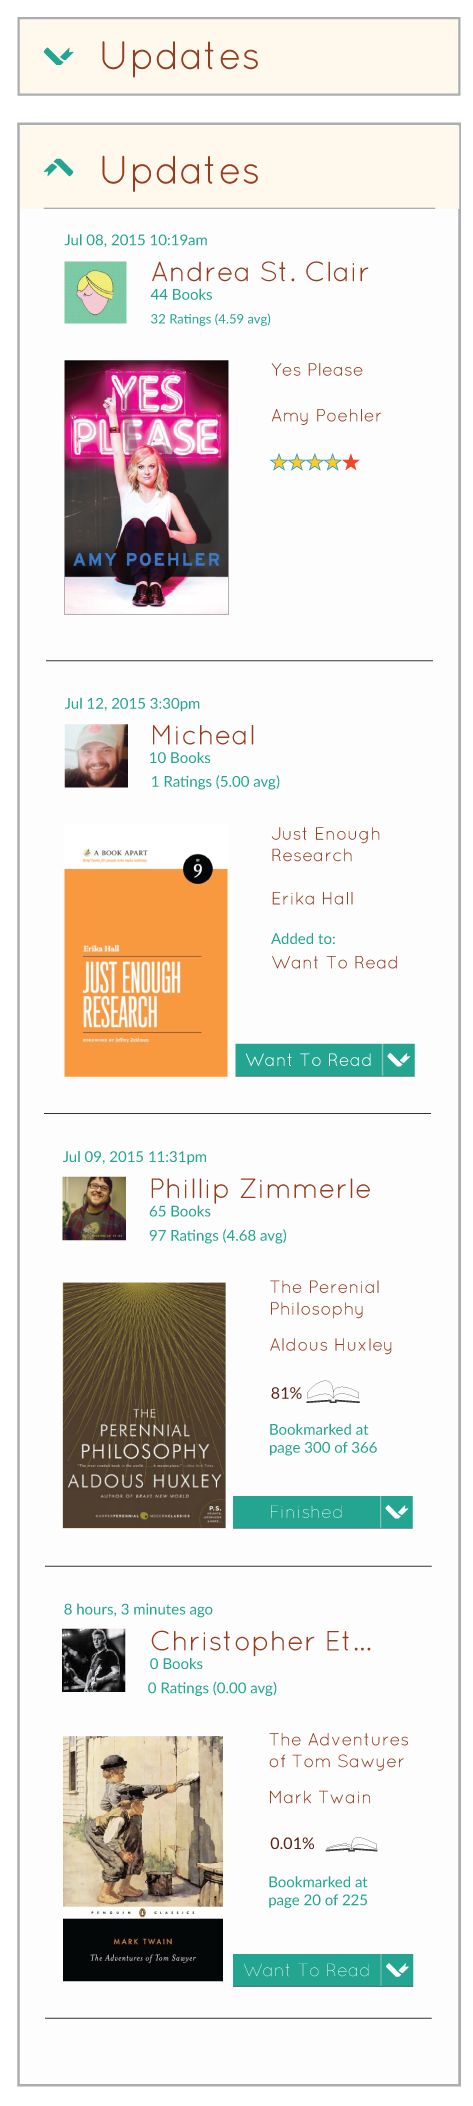 Updates
Updates
Jul 08, 2015 10:19am
Andrea St. Clair
44 Books
32 Ratings (4.59 avg)
YES
PLEASE
AMY POEHLER
Yes Please
Amy Poehler
Jul 12, 2015 3:30pm
Micheal
10 Books
1 Ratings (5.00 avg)
A BOOK APART
9
Erika Hall
JUST ENOUGH
RESEARCH
Just Enough
Research
Erika Hall
Added to:
Want To Read
Want To Read
Jul 09, 2015 11:31pm
Phillip Zimmerle
65 Books
97 Ratings (4.68 avg)
THE
PERENNIAL
PHILOSOPHY
ALDOUS HUXLEY
AUTHOR OF BRAVE NEW WORLD
HARPERPERENNIAL MODERNCLASSICS
P.S.
The Perenial
Philosophy
Aldous Huxley
81%
Bookmarked at
page 300 of 366
Finished
8 hours, 3 minutes ago
Christopher Et...
0 Books
0 Ratings (0.00 avg)
PENGUIN CLASSICS
MARK TWAIN
The Adventures of Tom Sawyer
The Adventures
of Tom Sawyer
Mark Twain
0.01%
Bookmarked at
page 20 of 225
Want To Read